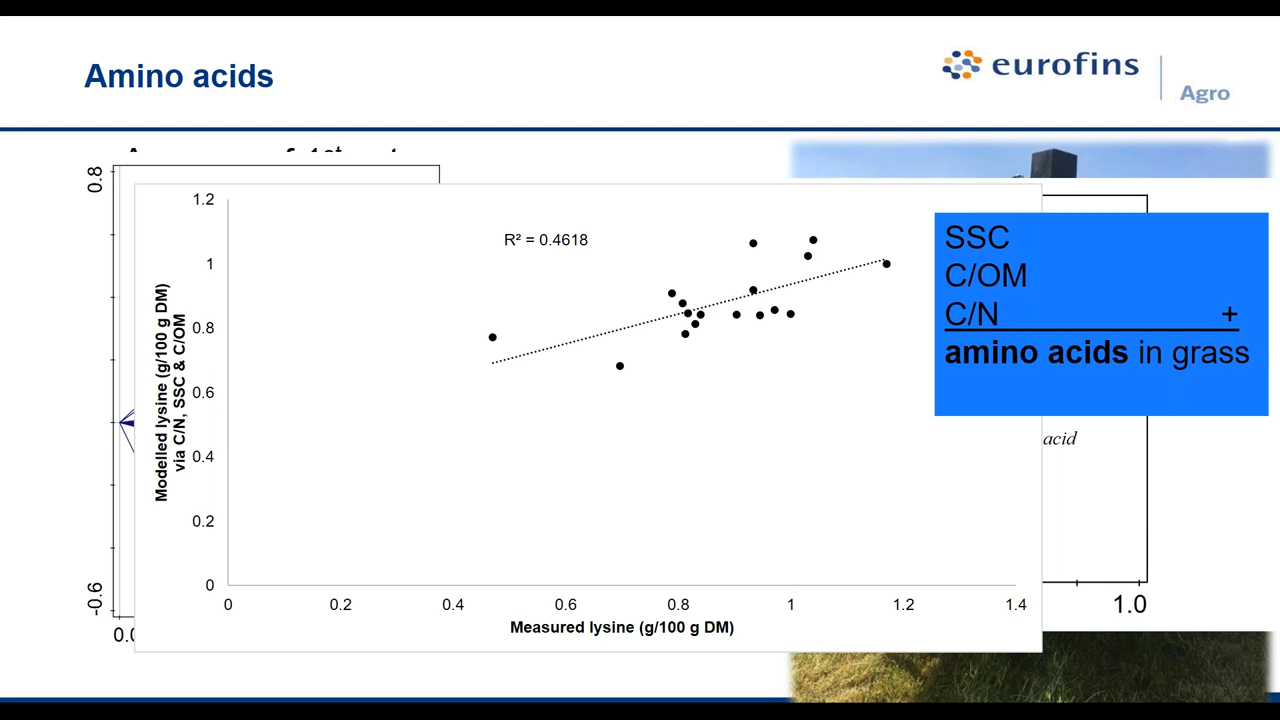 Amino acids
eurofins
Agro
0.8
-0.6
1.2
1
0.8
0.6
0.4
0.2
0
R² = 0.4618
Modelled lysine (g/100 g DM)
via C/N, SSC & C/OM
0
0.2
0.4
0.6
0.8
1
1.2
1.4
Measured lysine (g/100 g DM)
SSC
C/OM
C/N +
amino acids in grass
acid
1.0